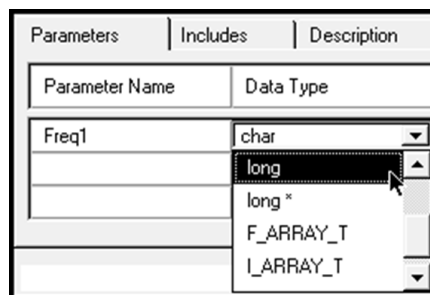 Parameters Includes Description
Parameter Name Data Type
Freq1 char
long
long *
F_ARRAY_T
I_ARRAY_T